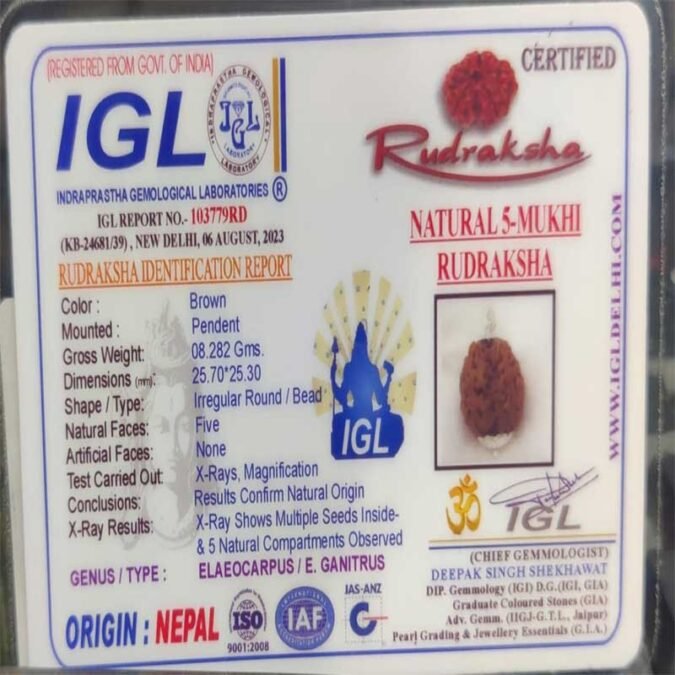 (REGISTERED FROM GOVT. OF INDIA)
IGL
INDRAPRASTHA GEMOLOGICAL LABORATORY
IGL
INDRAPRASTHA GEMOLOGICAL LABORATORIES ®
IGL REPORT NO.- 103779RD
(KB-24681/39) , NEW DELHI, 06 AUGUST, 2023
RUDRAKSHA IDENTIFICATION REPORT
Color : Brown
Mounted : Pendent
Gross Weight: 08.282 Gms.
Dimensions (mm): 25.70*25.30
Shape / Type: Irregular Round / Bead
Natural Faces: Five
Artificial Faces: None
Test Carried Out: X-Rays, Magnification
Conclusions: Results Confirm Natural Origin
X-Ray Results: X-Ray Shows Multiple Seeds Inside-
& 5 Natural Compartments Observed
GENUS / TYPE : ELAEOCARPUS / E. GANITRUS
ORIGIN : NEPAL
ISO
9001:2008
IAF
JAS-ANZ
IGL
CERTIFIED
Rudraksha
NATURAL 5-MUKHI
RUDRAKSHA
WWW.IGLDELHI.COM
ॐ
IGL
(CHIEF GEMMOLOGIST)
DEEPAK SINGH SHEKHAWAT
DIP. Gemmology (IGI) D.G.(IGI, GIA)
Graduate Coloured Stones (GIA)
Adv. Gemm. (IIGJ-G.T.L., Jaipur)
Pearl Grading & Jewellery Essentials (G.I.A.)